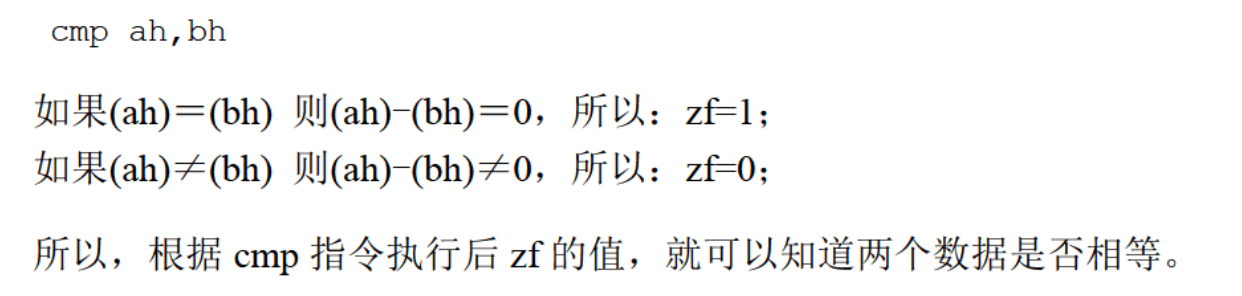 cmp ah,bh
如果(ah)＝(bh) 则(ah)-(bh)＝0，所以：zf=1；
如果(ah)≠(bh) 则(ah)-(bh)≠0，所以：zf=0；
所以，根据 cmp 指令执行后 zf 的值，就可以知道两个数据是否相等。